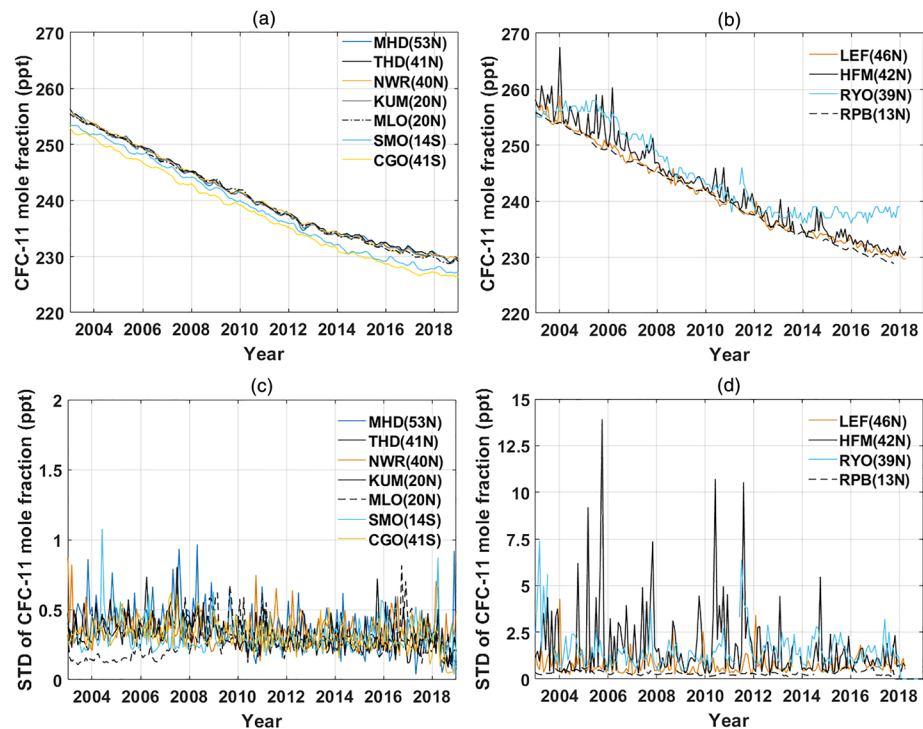 (a)
CFC-11 mole fraction (ppt)
270
260
250
240
230
220
2004 2006 2008 2010 2012 2014 2016 2018
Year
MHD(53N)
THD(41N)
NWR(40N)
KUM(20N)
MLO(20N)
SMO(14S)
CGO(41S)
(b)
CFC-11 mole fraction (ppt)
270
260
250
240
230
220
2004 2006 2008 2010 2012 2014 2016 2018
Year
LEF(46N)
HFM(42N)
RYO(39N)
RPB(13N)
(c)
STD of CFC-11 mole fraction (ppt)
2
1.5
1
0.5
0
2004 2006 2008 2010 2012 2014 2016 2018
Year
MHD(53N)
THD(41N)
NWR(40N)
KUM(20N)
MLO(20N)
SMO(14S)
CGO(41S)
(d)
STD of CFC-11 mole fraction (ppt)
15
12.5
10
7.5
5
2.5
0
2004 2006 2008 2010 2012 2014 2016 2018
Year
LEF(46N)
HFM(42N)
RYO(39N)
RPB(13N)